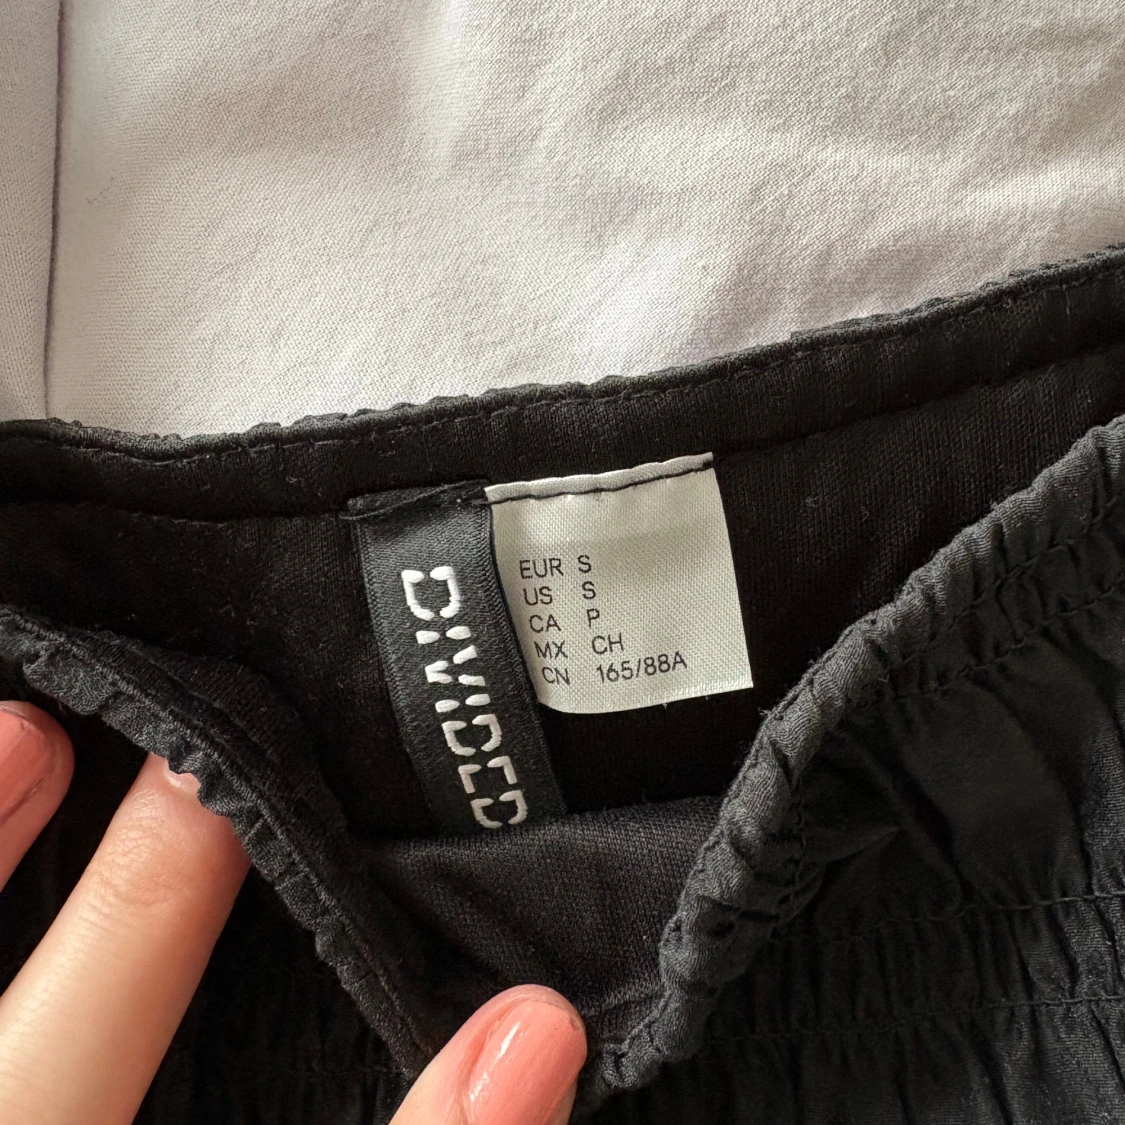 DIVIDED
EUR S
US S
CA P
MX CH
CN 165/88A